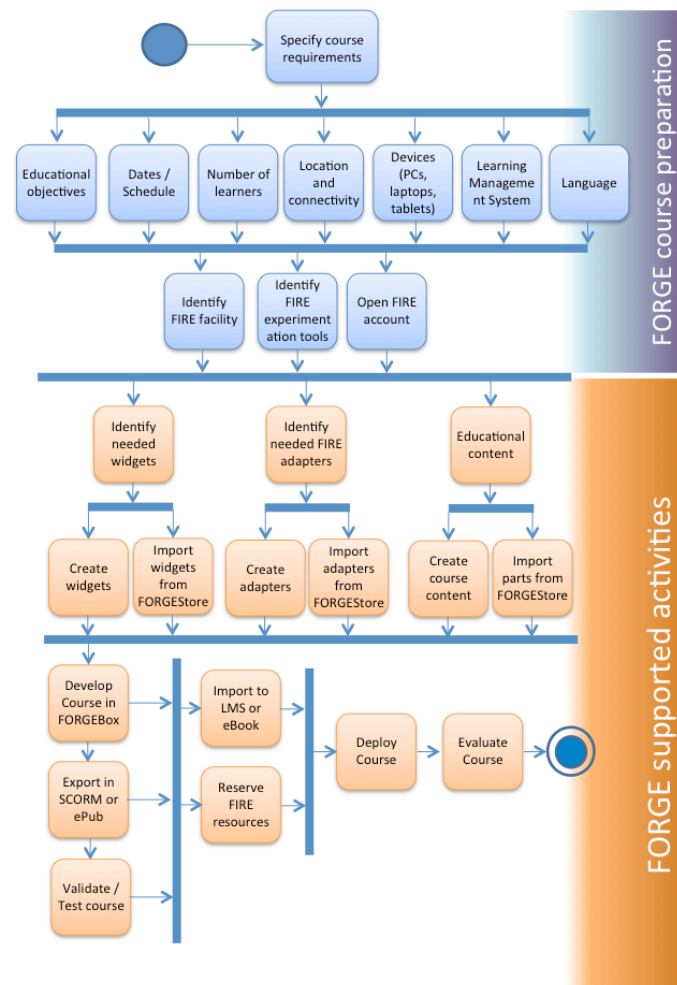 Specify course
requirements
Educational
objectives
Dates /
Schedule
Number of
learners
Location
and
connectivity
Devices
(PCs,
laptops,
tablets)
Learning
Manageme
nt System
Language
Identify
FIRE facility
Identify
FIRE
experiment
ation tools
Open FIRE
account
FORGE course preparation
Identify
needed
widgets
Identify
needed FIRE
adapters
Educational
content
Create
widgets
Import
widgets
from
FORGEStore
Create
adapters
Import
adapters
from
FORGEStore
Create
course
content
Import
parts from
FORGEStore
Develop
Course in
FORGEBox
Export in
SCORM or
ePub
Validate /
Test course
Import to
LMS or
eBook
Reserve
FIRE
resources
Deploy
Course
Evaluate
Course
FORGE supported activities